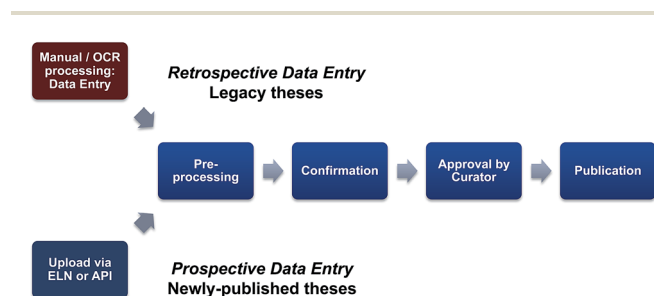 Manual / OCR
processing:
Data Entry
Retrospective Data Entry
Legacy theses
Pre-
processing
Confirmation
Approval by
Curator
Publication
Upload via
ELN or API
Prospective Data Entry
Newly-published theses